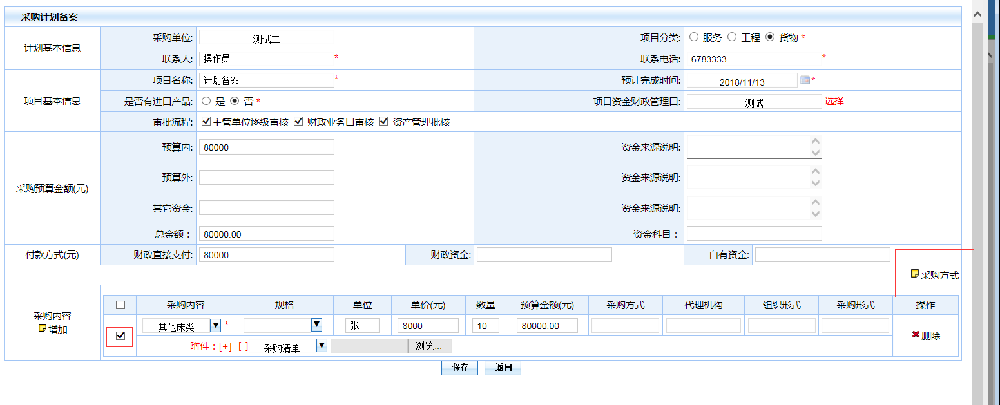 采购计划备案
计划基本信息
采购单位: 测试二 项目分类: 服务 工程 货物 *
联系人: 操作员 * 联系电话: 6783333 *
项目基本信息
项目名称: 计划备案 * 预计完成时间: 2018/11/13 *
是否有进口产品: 是 否 * 项目资金财政管理口: 测试 选择
审批流程: 主管单位逐级审核 财政业务口审核 资产管理批核
采购预算金额(元)
预算内: 80000 资金来源说明:
预算外: 资金来源说明:
其它资金: 资金来源说明:
总金额： 80000.00 资金科目：
付款方式(元) 财政直接支付: 80000 财政资金: 自有资金:
采购方式
采购内容
增加
采购内容 规格 单位 单价(元) 数量 预算金额(元) 采购方式 代理机构 组织形式 采购形式 操作
其他床类 * 张 8000 10 80000.00 删除
附件：[+] [-] 采购清单 浏览...
保存 返回